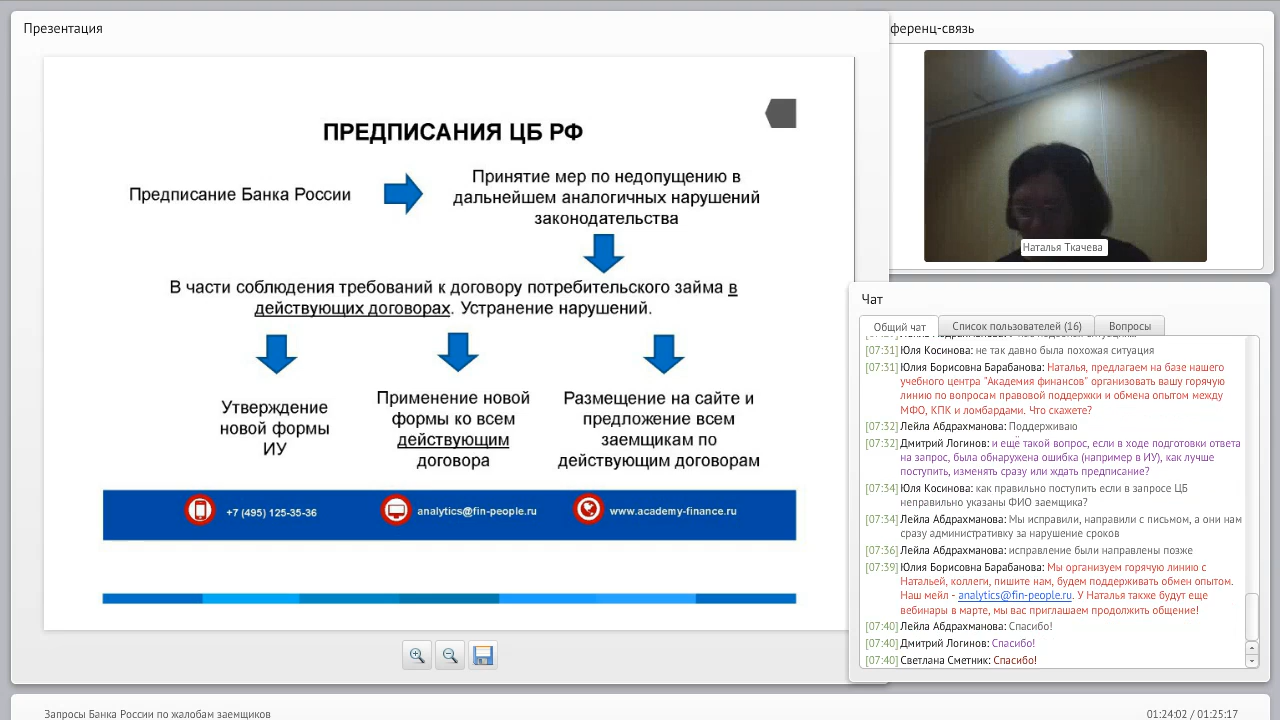 Презентация
ПРЕДПИСАНИЯ ЦБ РФ
Предписание Банка России
Принятие мер по недопущению в
дальнейшем аналогичных нарушений
законодательства
В части соблюдения требований к договору потребительского займа в
действующих договорах. Устранение нарушений.
Утверждение
новой формы
ИУ
Применение новой
формы ко всем
действующим
договора
Размещение на сайте и
предложение всем
заемщикам по
действующим договорам
+7 (495) 125-35-36
analytics@fin-people.ru
www.academy-finance.ru
ференц-связь
Наталья Ткачева
Чат
Общий чат
Список пользователей (16)
Вопросы
[07:31] Юля Косинова: не так давно была похожая ситуация
[07:31] Юлия Борисовна Барабанова: Наталья, предлагаем на базе нашего
учебного центра "Академия финансов" организовать вашу горячую
линию по вопросам правовой поддержки и обмена опытом между
МФО, КПК и ломбардами. Что скажете?
[07:32] Лейла Абдрахманова: Поддерживаю
[07:32] Дмитрий Логинов: и ещё такой вопрос, если в ходе подготовки ответа
на запрос, была обнаружена ошибка (например в ИУ), как лучше
поступить, изменять сразу или ждать предписание?
[07:34] Юля Косинова: как правильно поступить если в запросе ЦБ
неправильно указаны ФИО заемщика?
[07:34] Лейла Абдрахманова: Мы исправили, направили с письмом, а они нам
сразу административку за нарушение сроков
[07:36] Лейла Абдрахманова: исправление были направлены позже
[07:39] Юлия Борисовна Барабанова: Мы организуем горячую линию с
Натальей, коллеги, пишите нам, будем поддерживать обмен опытом.
Наш мейл - analytics@fin-people.ru. У Наталья также будут еще
вебинары в марте, мы вас приглашаем продолжить общение!
[07:40] Лейла Абдрахманова: Спасибо!
[07:40] Дмитрий Логинов: Спасибо!
[07:40] Светлана Сметник: Спасибо!
Запросы Банка России по жалобам заемщиков
01:24:02 / 01:25:17